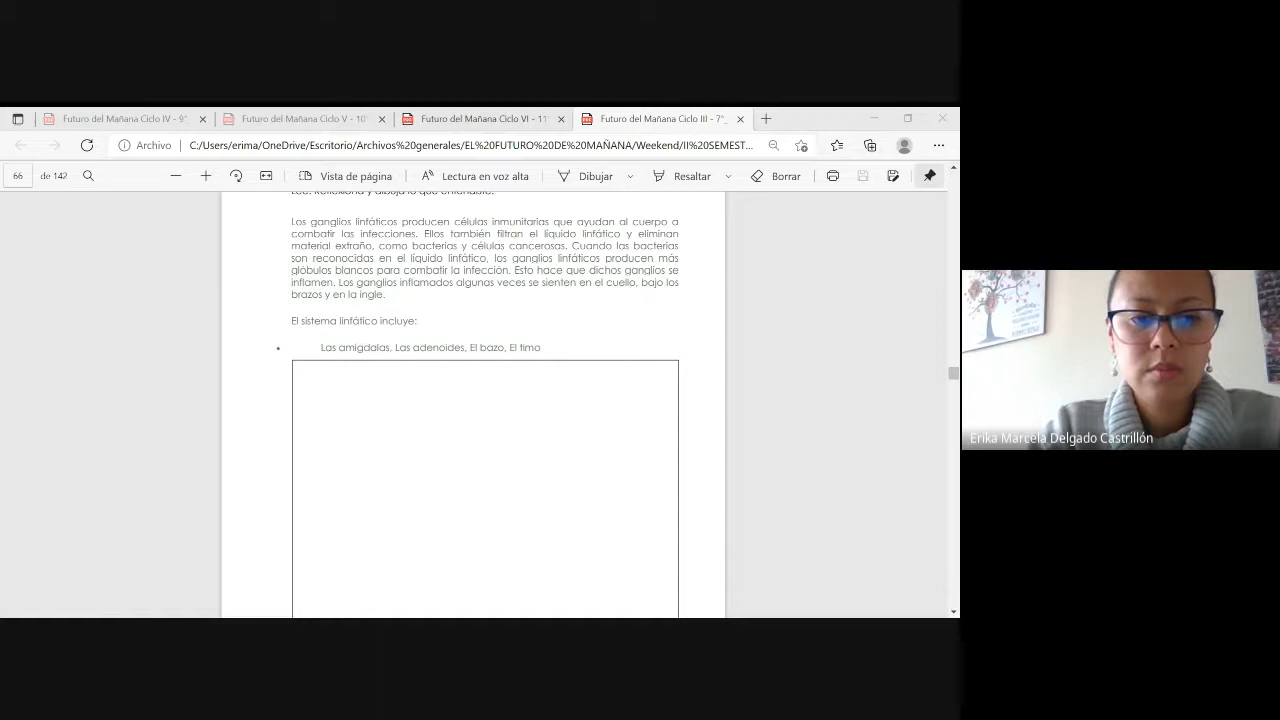 Futuro del Mañana Ciclo IV - 9°
Futuro del Mañana Ciclo V - 10°
Futuro del Mañana Ciclo VI - 11°
Futuro del Mañana Ciclo III - 7°_
Archivo
C:/Users/erima/OneDrive/Escritorio/Archivos%20generales/EL%20FUTURO%20DE%20MAÑANA/Weekend/II%20SEMEST...
66 de 142
Vista de página
Lectura en voz alta
Dibujar
Resaltar
Borrar
Lee. Reflexiona y dibuja lo que entendiste.
Los ganglios linfáticos producen células inmunitarias que ayudan al cuerpo a
combatir las infecciones. Ellos también filtran el líquido linfático y eliminan
material extraño, como bacterias y células cancerosas. Cuando las bacterias
son reconocidas en el líquido linfático, los ganglios linfáticos producen más
glóbulos blancos para combatir la infección. Esto hace que dichos ganglios se
inflamen. Los ganglios inflamados algunas veces se sienten en el cuello, bajo los
brazos y en la ingle.
El sistema linfático incluye:
• Las amígdalas, Las adenoides, El bazo, El timo
Erika Marcela Delgado Castrillón